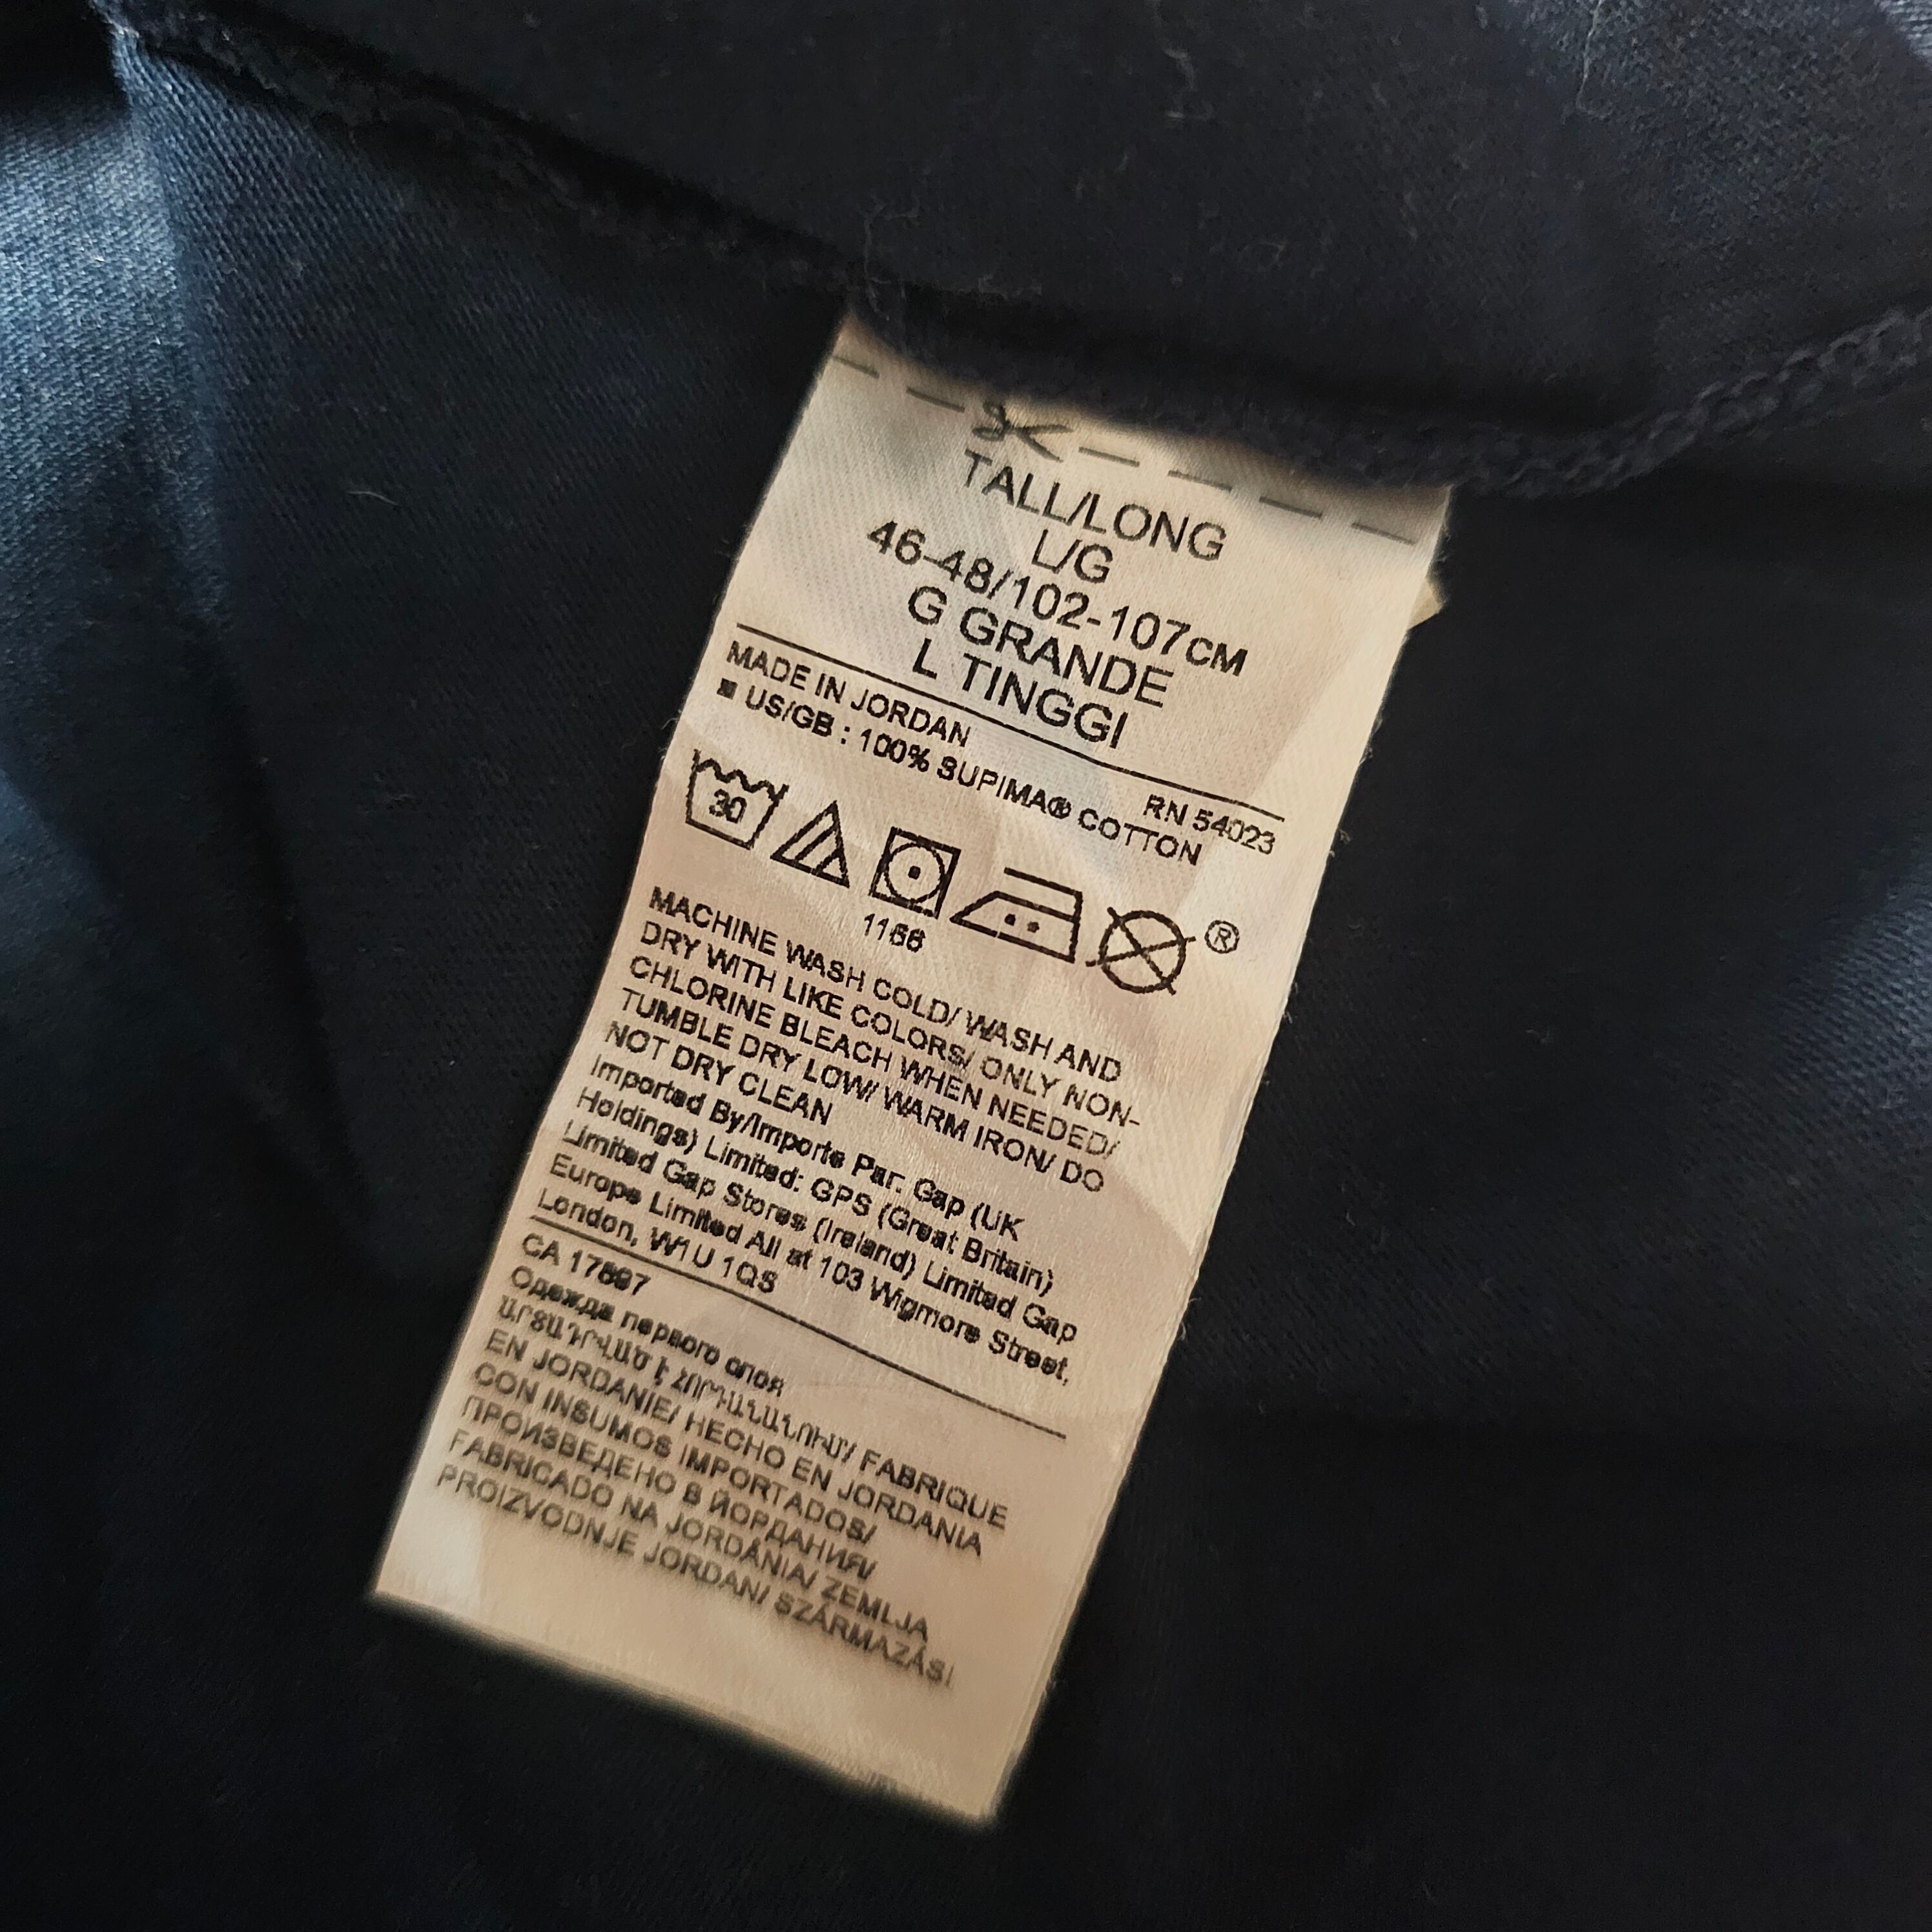 TALL/LONG
L/G
46-48/102-107CM
G GRANDE
L TINGGI
MADE IN JORDAN
RN 54023
■ US/GB : 100% SUPIMA® COTTON
30
®
1166
MACHINE WASH COLD/ WASH AND
DRY WITH LIKE COLORS/ ONLY NON-
CHLORINE BLEACH WHEN NEEDED/
TUMBLE DRY LOW/ WARM IRON/ DO
NOT DRY CLEAN
Imported By/Importe Par: Gap (UK
Holdings) Limited: GPS (Great Britain)
Limited Gap Stores (Ireland) Limited Gap
Europe Limited All at 103 Wigmore Street,
London, W1U 1QS
CA 17897
Одежда первого слоя
ԱՐՏԱԴՐՎԱԾ Է ՀՈՐԴԱՆԱՆՈՒՄ/ FABRIQUE
EN JORDANIE/ HECHO EN JORDANIA
CON INSUMOS IMPORTADOS/
ПРОИЗВЕДЕНО В ЙОРДАНИЯ/
FABRICADO NA JORDÂNIA/ ZEMLJA
PROIZVODNJE JORDAN/ SZÁRMAZÁSI